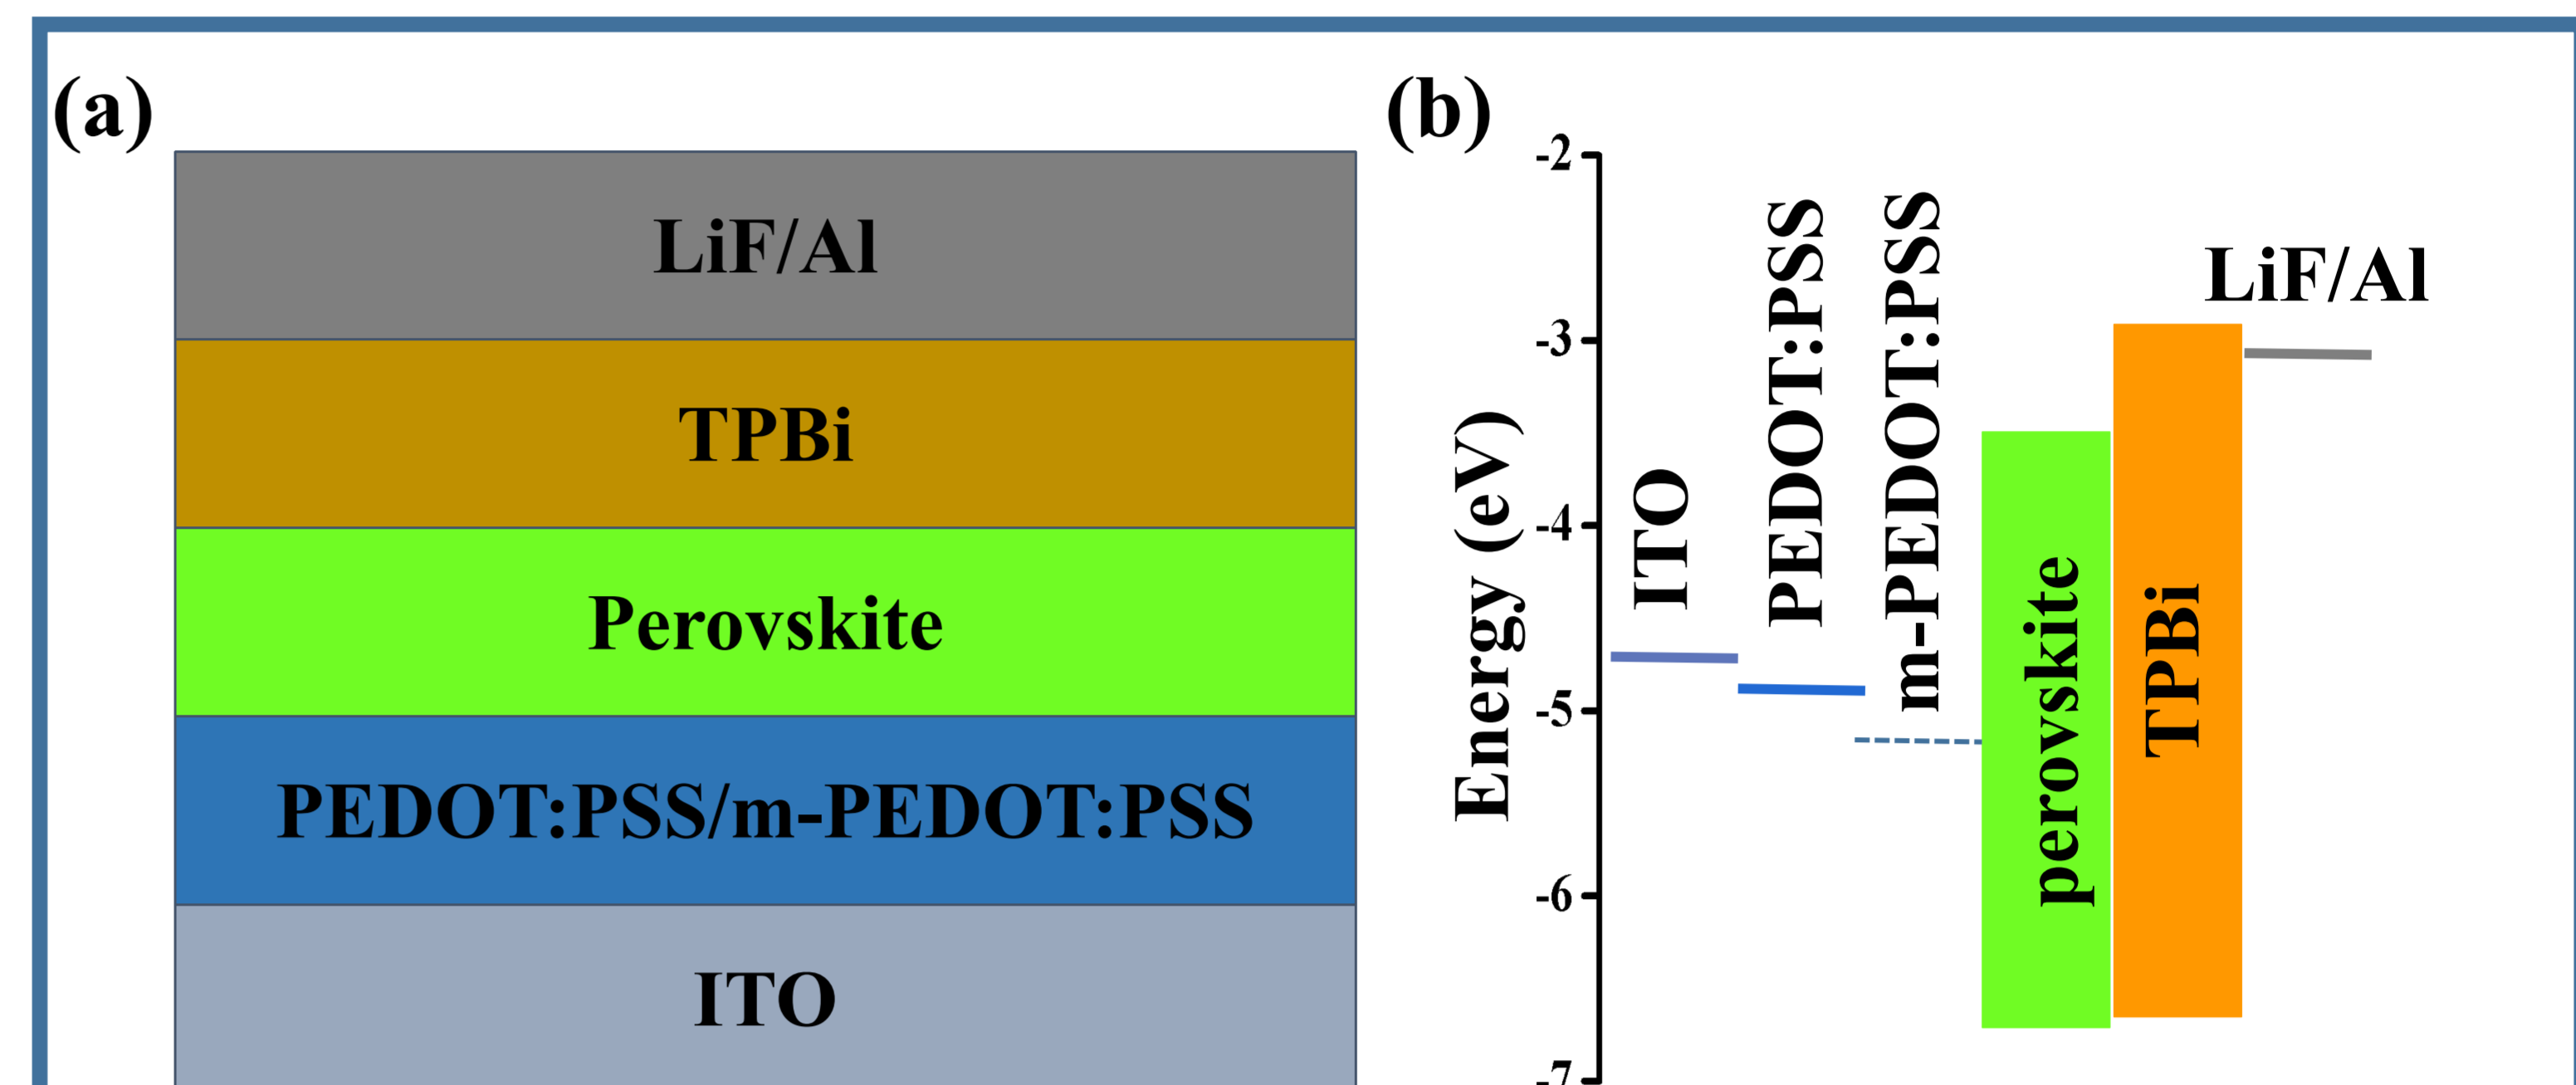 (a)
LiF/Al
TPBi
Perovskite
PEDOT:PSS/m-PEDOT:PSS
ITO
(b)
Energy (eV)
-2
-3
-4
-5
-6
-7
ITO
PEDOT:PSS
m-PEDOT:PSS
perovskite
TPBi
LiF/Al